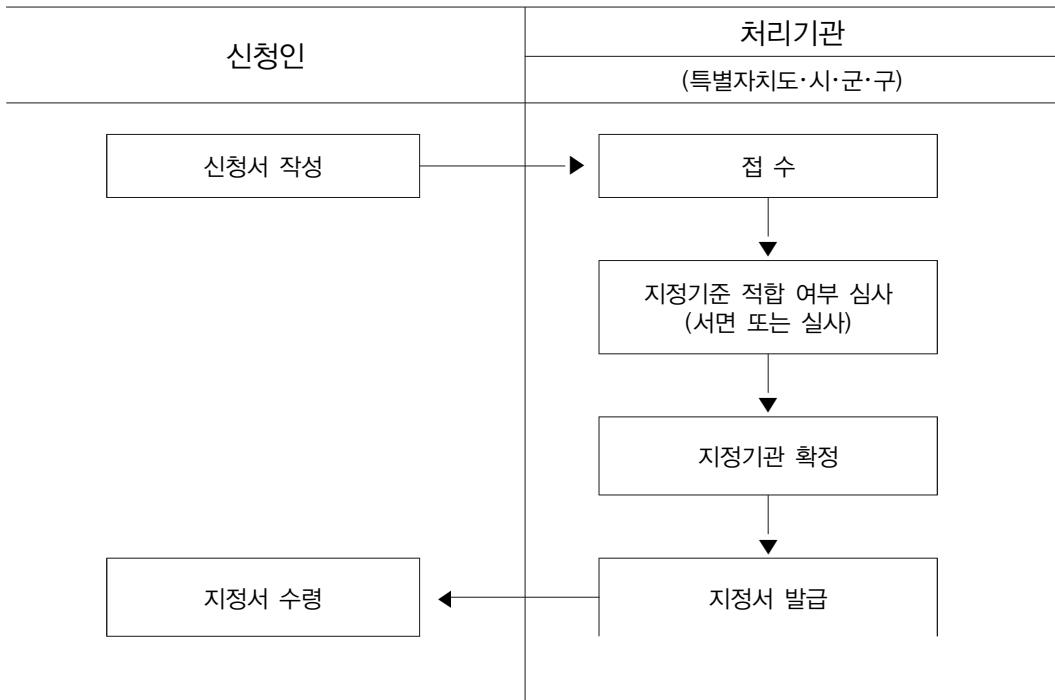 신청인
처리기관
(특별자치도·시·군·구)
신청서 작성
접 수
지정기준 적합 여부 심사
(서면 또는 실사)
지정기관 확정
지정서 수령
지정서 발급